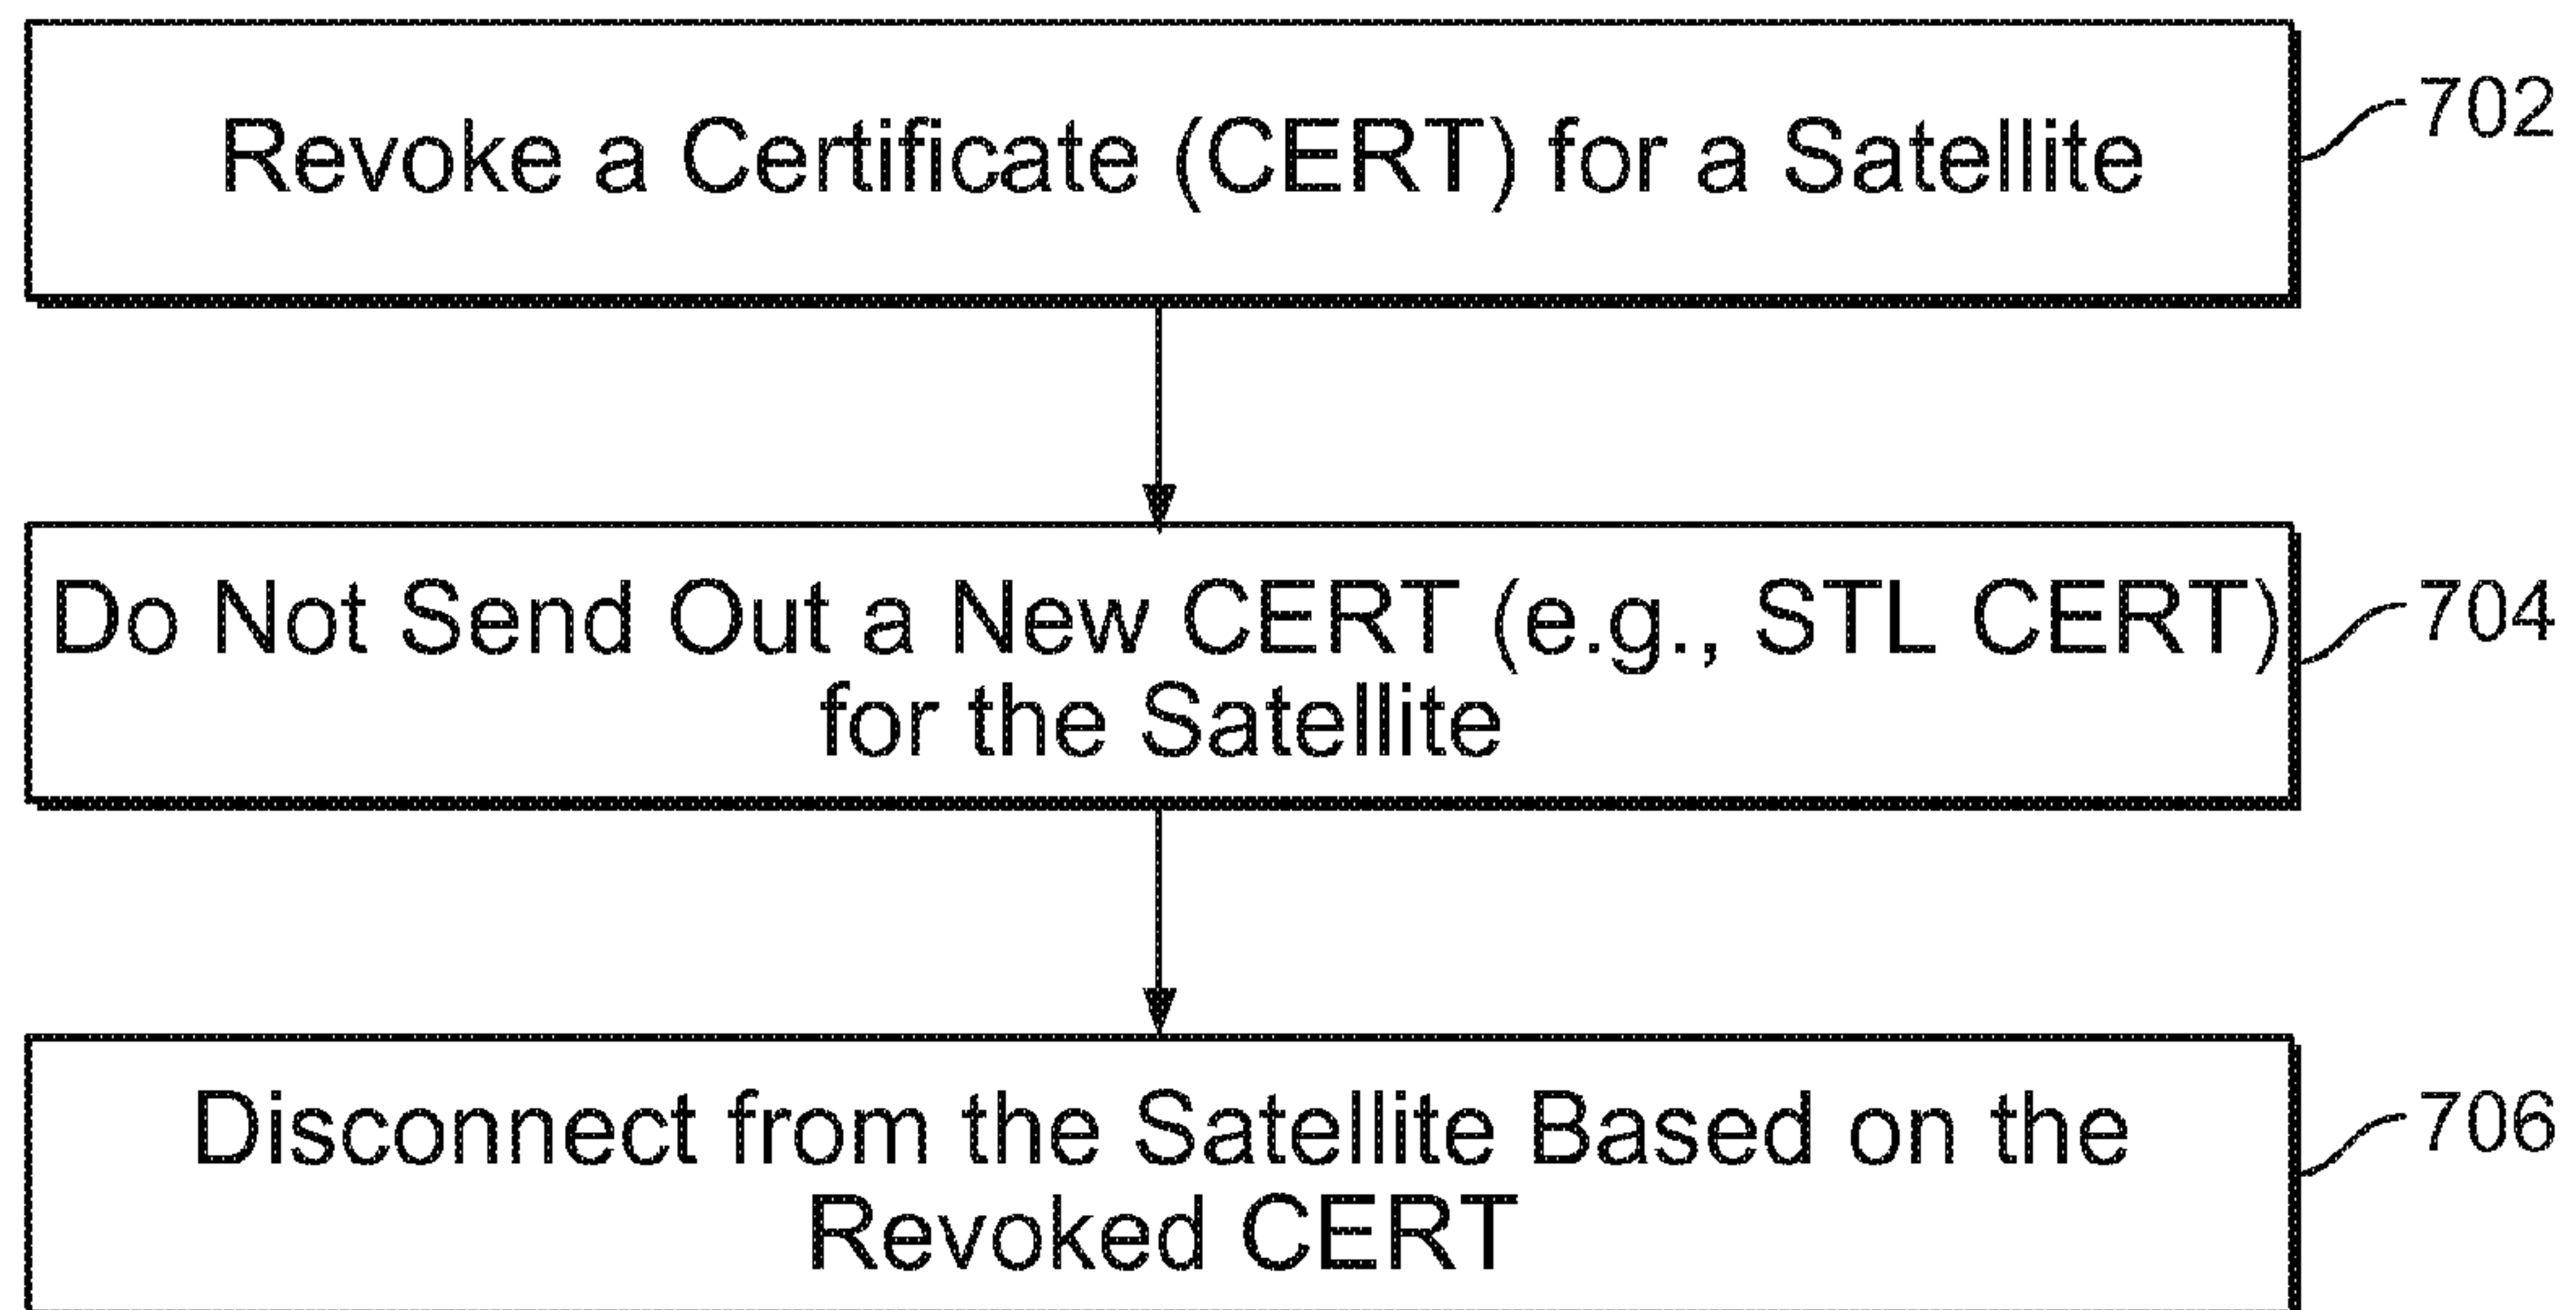 Revoke a Certificate (CERT) for a Satellite
702
Do Not Send Out a New CERT (e.g., STL CERT)
for the Satellite
704
Disconnect from the Satellite Based on the
Revoked CERT
706